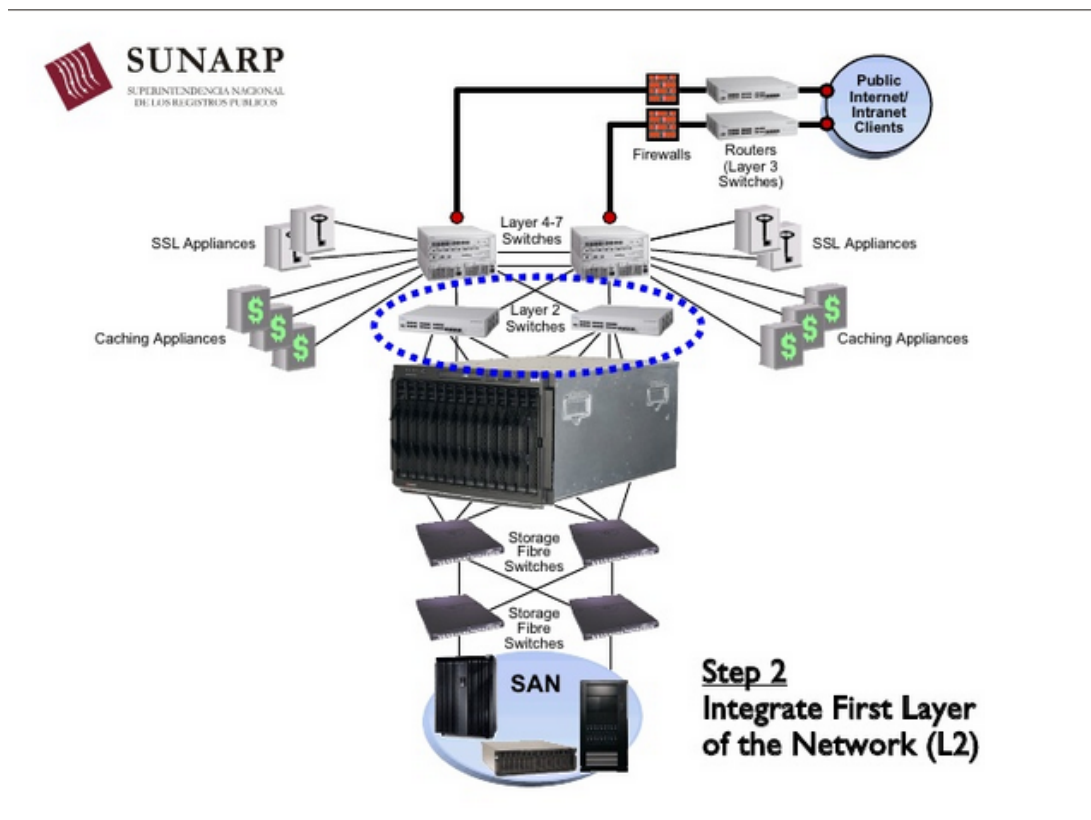 SUNARP
SUPERINTENDENCIA NACIONAL
DE LOS REGISTROS PUBLICOS
Public
Internet/
Intranet
Clients
Firewalls
Routers
(Layer 3
Switches)
Layer 4-7
Switches
SSL Appliances
SSL Appliances
Layer 2
Switches
Caching Appliances
Caching Appliances
Storage
Fibre
Switches
Storage
Fibre
Switches
SAN
Step 2
Integrate First Layer
of the Network (L2)